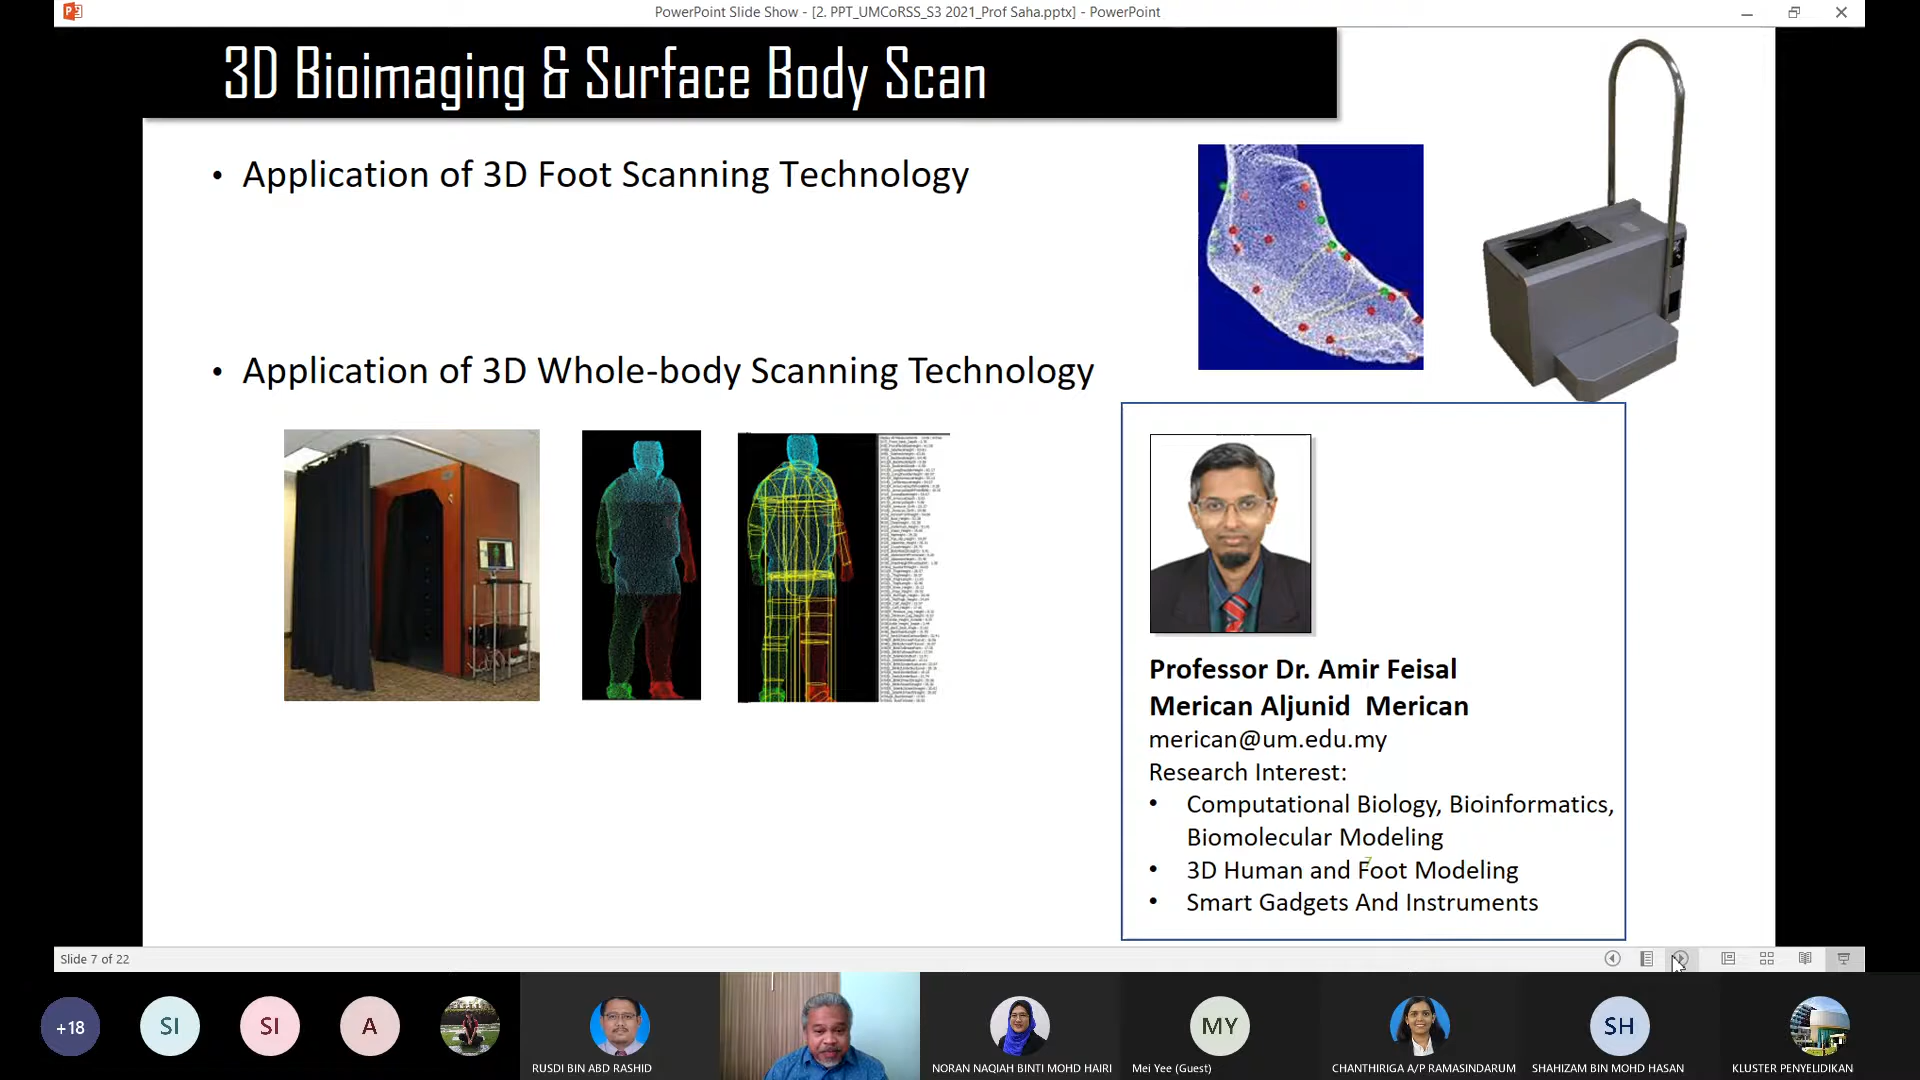 PowerPoint Slide Show - [2. PPT_UMCoRSS_S3 2021_Prof Saha.pptx] - PowerPoint
3D Bioimaging & Surface Body Scan
• Application of 3D Foot Scanning Technology
• Application of 3D Whole-body Scanning Technology
Professor Dr. Amir Feisal
Merican Aljunid Merican
merican@um.edu.my
Research Interest:
• Computational Biology, Bioinformatics,
Biomolecular Modeling
• 3D Human and Foot Modeling
• Smart Gadgets And Instruments
7
Slide 7 of 22
+18
SI
SI
A
RUSDI BIN ABD RASHID
NORAN NAQIAH BINTI MOHD HAIRI
MY
Mei Yee (Guest)
CHANTHIRIGA A/P RAMASINDARUM
SH
SHAHIZAM BIN MOHD HASAN
KLUSTER PENYELIDIKAN